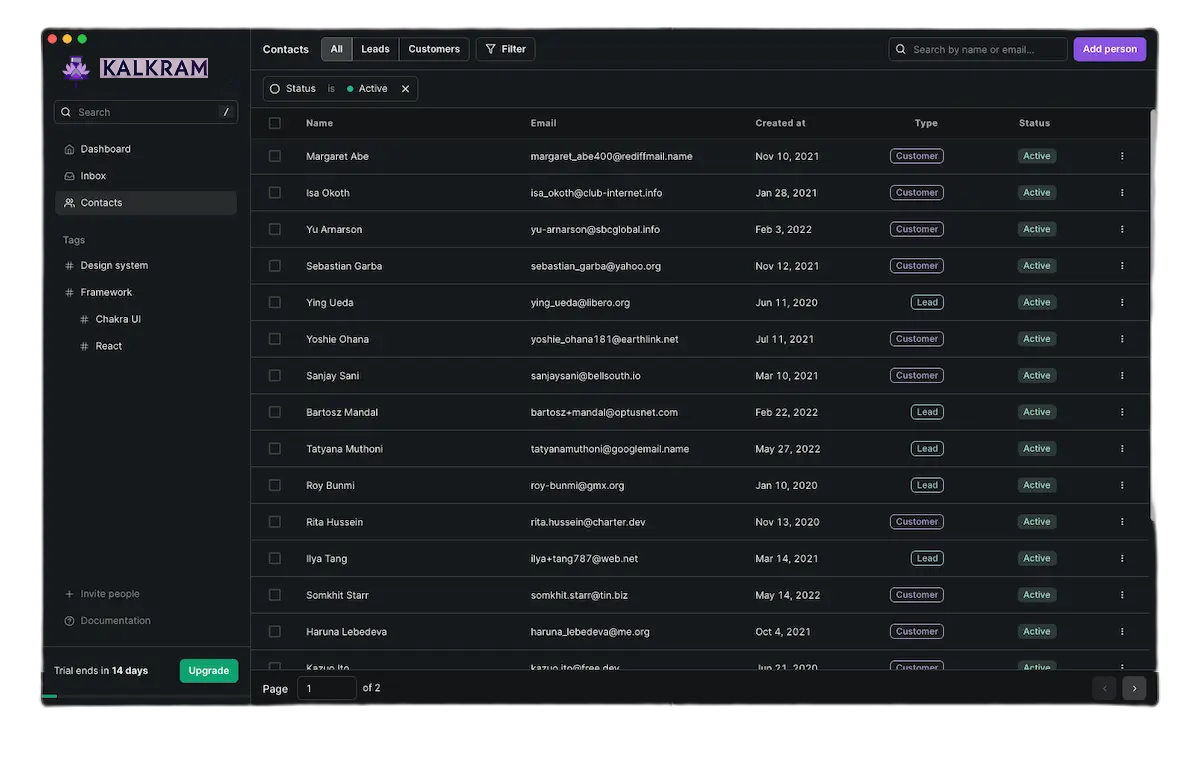 KALKRAM
Search /
Dashboard
Inbox
Contacts
Tags
# Design system
# Framework
# Chakra UI
# React
+ Invite people
Documentation
Trial ends in 14 days Upgrade
Contacts All Leads Customers Filter Search by name or email... Add person
Status is Active
Name Email Created at Type Status
Margaret Abe margaret_abe400@rediffmail.name Nov 10, 2021 Customer Active
Isa Okoth isa_okoth@club-internet.info Jan 28, 2021 Customer Active
Yu Arnarson yu-arnarson@sbcglobal.info Feb 3, 2022 Customer Active
Sebastian Garba sebastian_garba@yahoo.org Nov 12, 2021 Customer Active
Ying Ueda ying_ueda@libero.org Jun 11, 2020 Lead Active
Yoshie Ohana yoshie_ohana181@earthlink.net Jul 11, 2021 Customer Active
Sanjay Sani sanjaysani@bellsouth.io Mar 10, 2021 Customer Active
Bartosz Mandal bartosz+mandal@optusnet.com Feb 22, 2022 Lead Active
Tatyana Muthoni tatyanamuthoni@googlemail.name May 27, 2022 Lead Active
Roy Bunmi roy-bunmi@gmx.org Jan 10, 2020 Lead Active
Rita Hussein rita.hussein@charter.dev Nov 13, 2020 Customer Active
Ilya Tang ilya+tang787@web.net Mar 14, 2021 Lead Active
Somkhit Starr somkhit.starr@tin.biz May 14, 2022 Customer Active
Haruna Lebedeva haruna_lebedeva@me.org Oct 4, 2021 Customer Active
Kazuo Ito kazuo.ito@free.dev Jun 21, 2020 Customer Active
Page 1 of 2